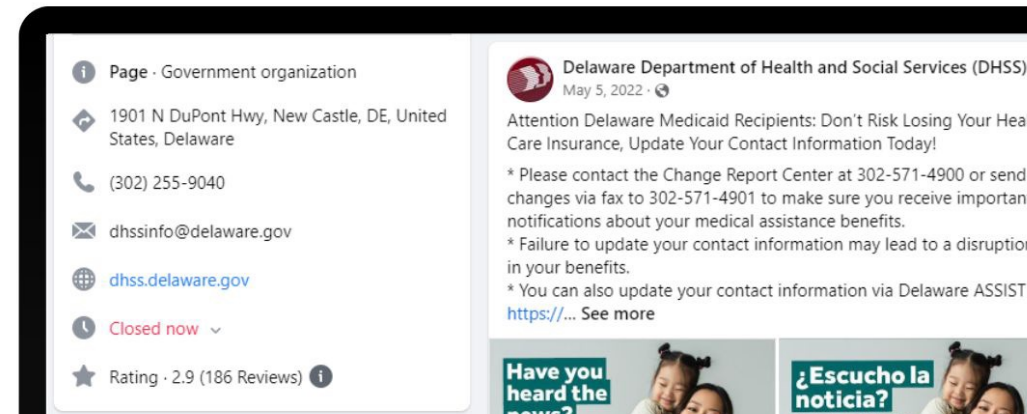 Page · Government organization
1901 N DuPont Hwy, New Castle, DE, United
States, Delaware
(302) 255-9040
dhssinfo@delaware.gov
dhss.delaware.gov
Closed now
Rating · 2.9 (186 Reviews)
Delaware Department of Health and Social Services (DHSS)
May 5, 2022 ·
Attention Delaware Medicaid Recipients: Don't Risk Losing Your Hea
Care Insurance, Update Your Contact Information Today!
* Please contact the Change Report Center at 302-571-4900 or send
changes via fax to 302-571-4901 to make sure you receive importan
notifications about your medical assistance benefits.
* Failure to update your contact information may lead to a disruption
in your benefits.
* You can also update your contact information via Delaware ASSIST
https://... See more
Have you
heard the
news?
¿Escucho la
noticia?